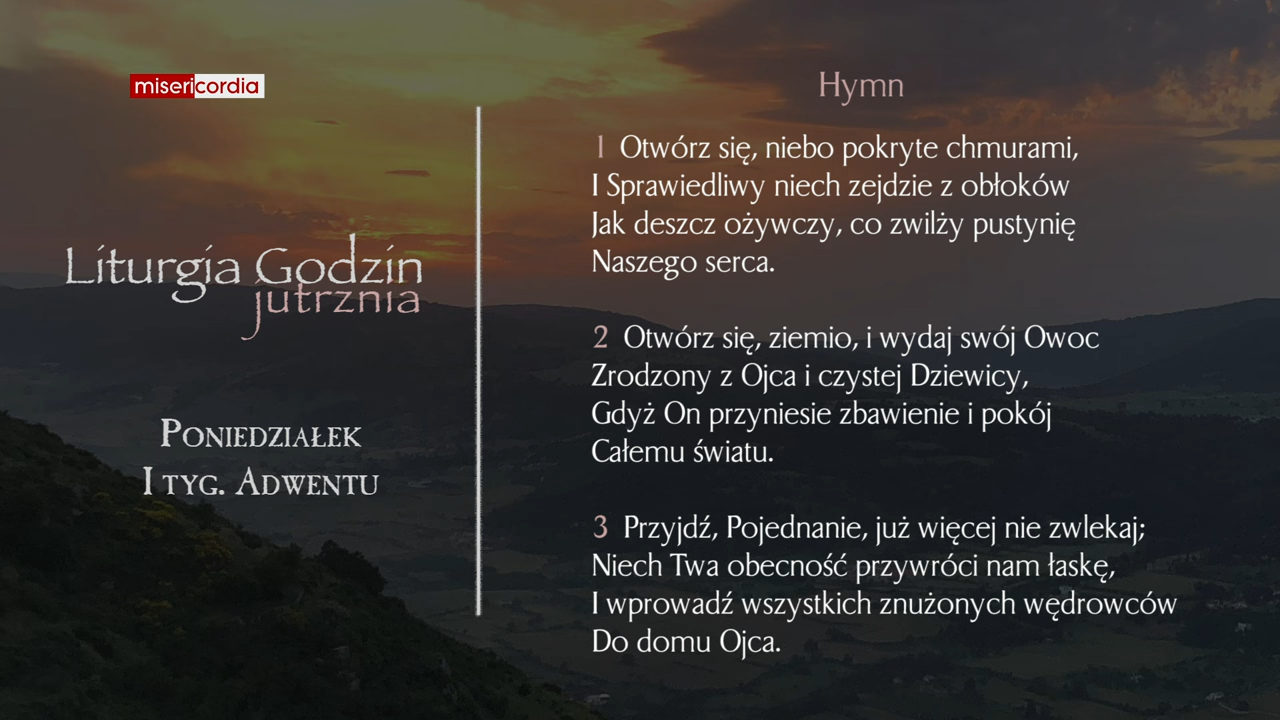 misericordia
Liturgia Godzin
jutrznia
Poniedziałek
I tyg. Adwentu
Hymn
1 Otwórz się, niebo pokryte chmurami,
I Sprawiedliwy niech zejdzie z obłoków
Jak deszcz ożywczy, co zwilży pustynię
Naszego serca.
2 Otwórz się, ziemio, i wydaj swój Owoc
Zrodzony z Ojca i czystej Dziewicy,
Gdyż On przyniesie zbawienie i pokój
Całemu światu.
3 Przyjdź, Pojednanie, już więcej nie zwlekaj;
Niech Twa obecność przywróci nam łaskę,
I wprowadź wszystkich znużonych wędrowców
Do domu Ojca.